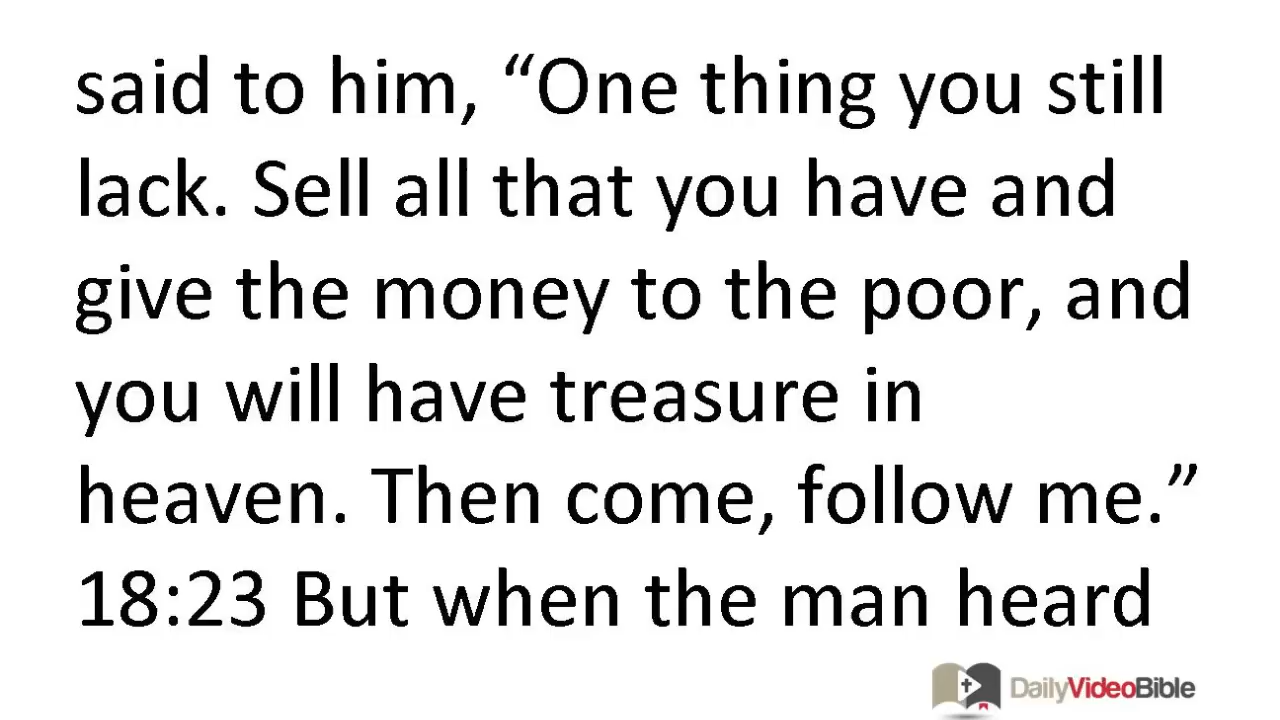 said to him, “One thing you still
lack. Sell all that you have and
give the money to the poor, and
you will have treasure in
heaven. Then come, follow me.”
18:23 But when the man heard
DailyVideoBible